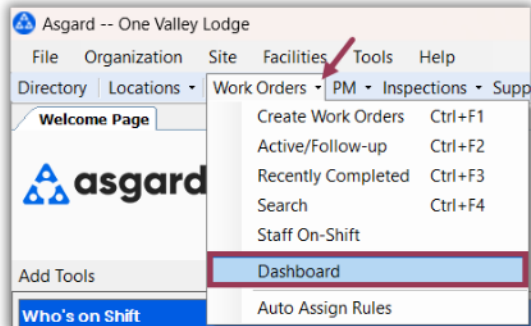 Asgard -- One Valley Lodge
File Organization Site Facilities Tools Help
Directory Locations Work Orders PM Inspections Supp
Welcome Page
Create Work Orders Ctrl+F1
Active/Follow-up Ctrl+F2
Recently Completed Ctrl+F3
Search Ctrl+F4
Staff On-Shift
Dashboard
Auto Assign Rules
asgard
Add Tools
Who's on Shift